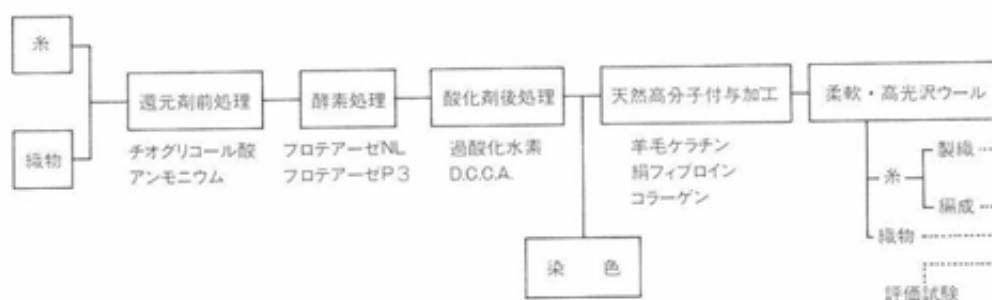 糸
織物
還元剤前処理
チオグリコール酸
アンモニウム
酵素処理
プロテアーゼNL
プロテアーゼP3
酸化剤後処理
過酸化水素
D.C.C.A.
染色
天然高分子付与加工
羊毛ケラチン
絹フィブロイン
コラーゲン
柔軟・高光沢ウール
糸
製織
編成
織物
評価試験